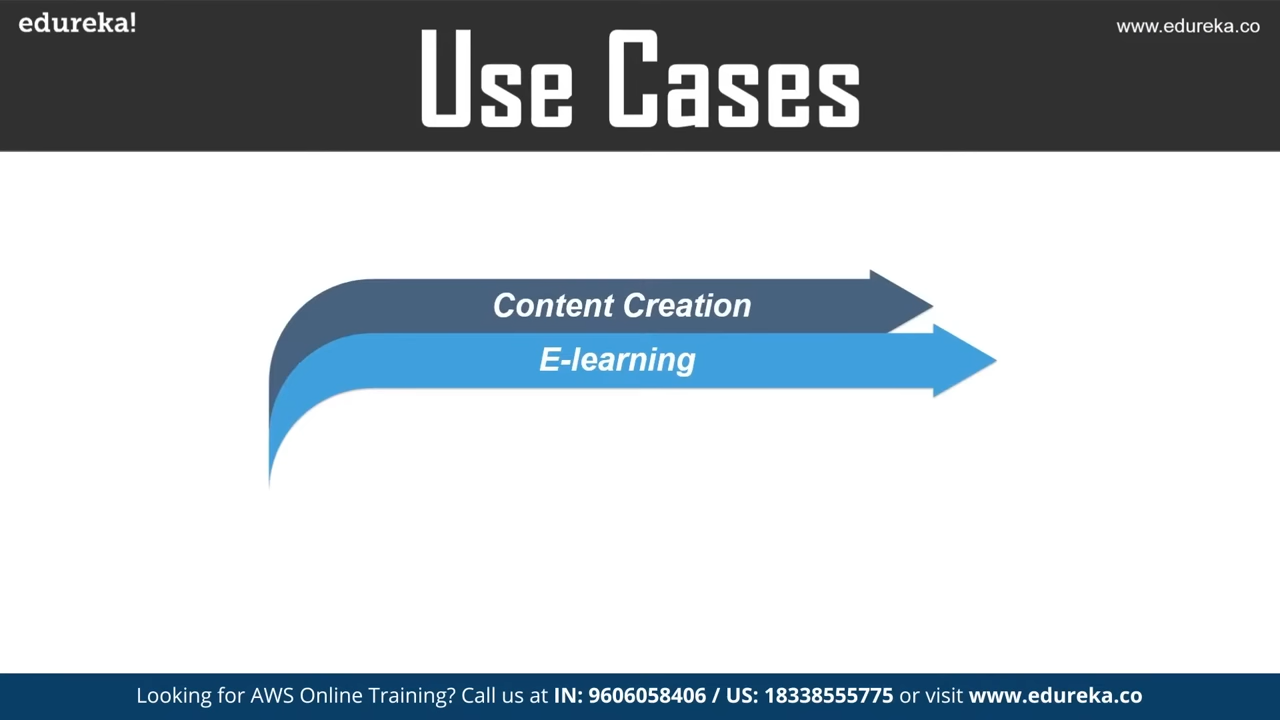 edureka!
www.edureka.co
Use Cases
Content Creation
E-learning
Looking for AWS Online Training? Call us at IN: 9606058406 / US: 18338555775 or visit www.edureka.co